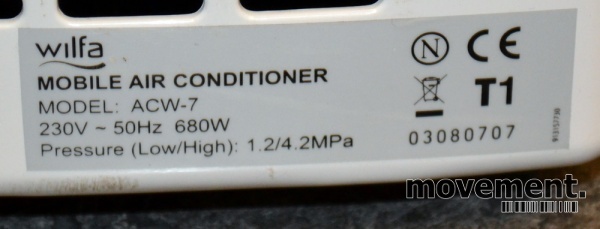 wilfa
MOBILE AIR CONDITIONER
MODEL: ACW-7
230V ~ 50Hz 680W
Pressure (Low/High): 1.2/4.2MPa
N CE
T1
03080707
movement.